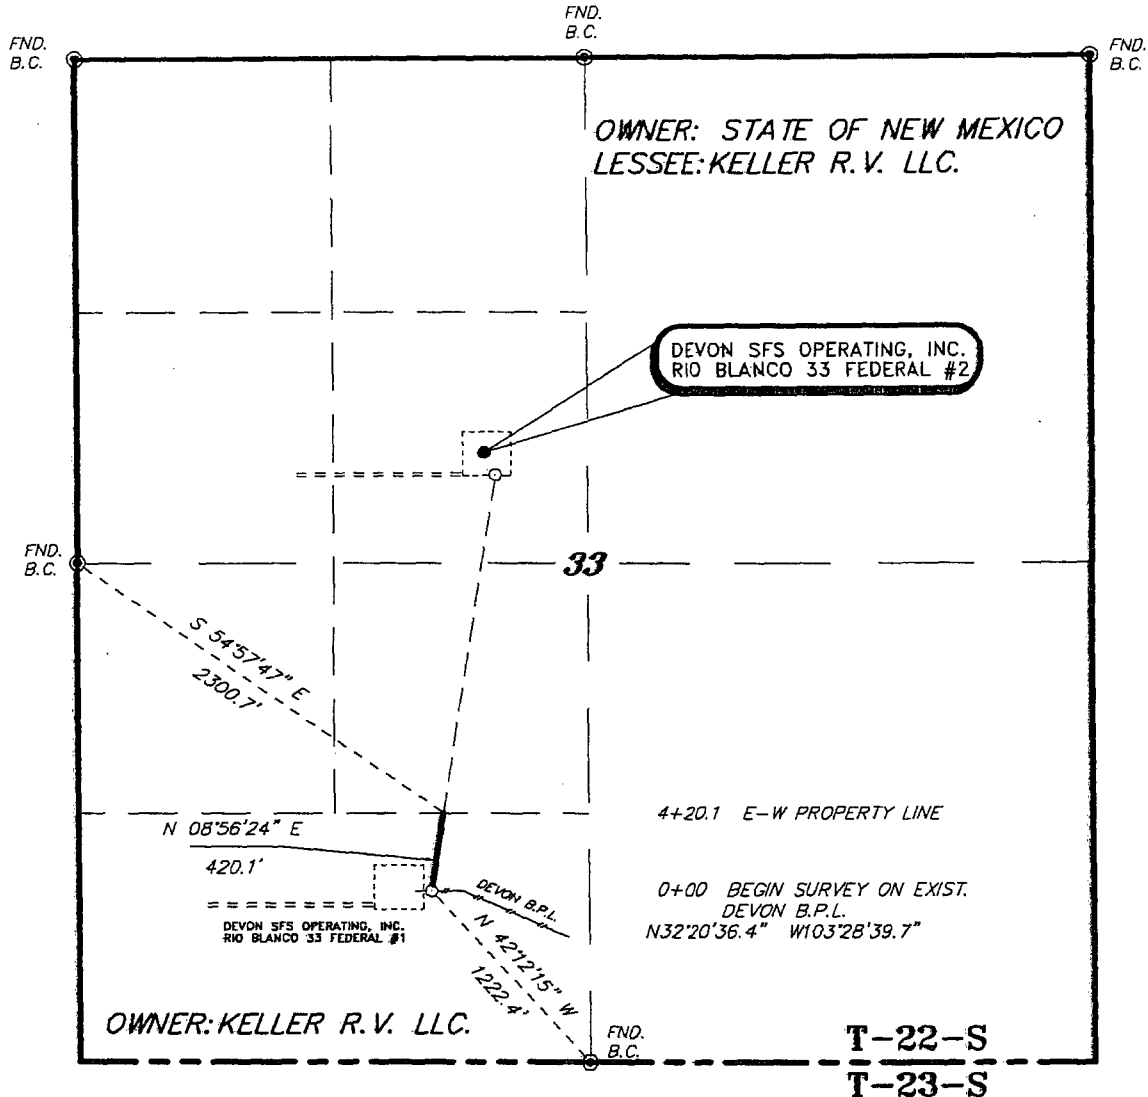 FND.
B.C.
FND.
B.C.
FND.
B.C.
OWNER: STATE OF NEW MEXICO
LESSEE: KELLER R.V. LLC.
DEVON SFS OPERATING, INC.
RIO BLANCO 33 FEDERAL #2
FND.
B.C.
33
S 54°57'47" E
2300.7'
N 08°56'24" E
420.1'
4+20.1 E-W PROPERTY LINE
0+00 BEGIN SURVEY ON EXIST.
DEVON B.P.L.
N32°20'36.4" W103°28'39.7"
DEVON B.P.L.
DEVON SFS OPERATING, INC.
RIO BLANCO 33 FEDERAL #1
N 42°12'15" W
1222.4'
OWNER: KELLER R.V. LLC.
FND.
B.C.
T-22-S
T-23-S